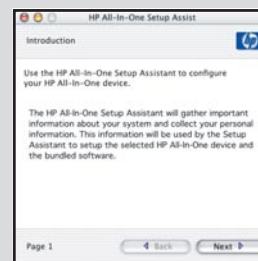 HP All-In-One Setup Assist
Introduction
hp
Use the HP All-In-One Setup Assistant to configure
your HP All-In-One device.
The HP All-In-One Setup Assistant will gather important
information about your system and collect your personal
information. This information will be used by the Setup
Assistant to setup the selected HP All-In-One device and
the bundled software.
Page 1
Back
Next